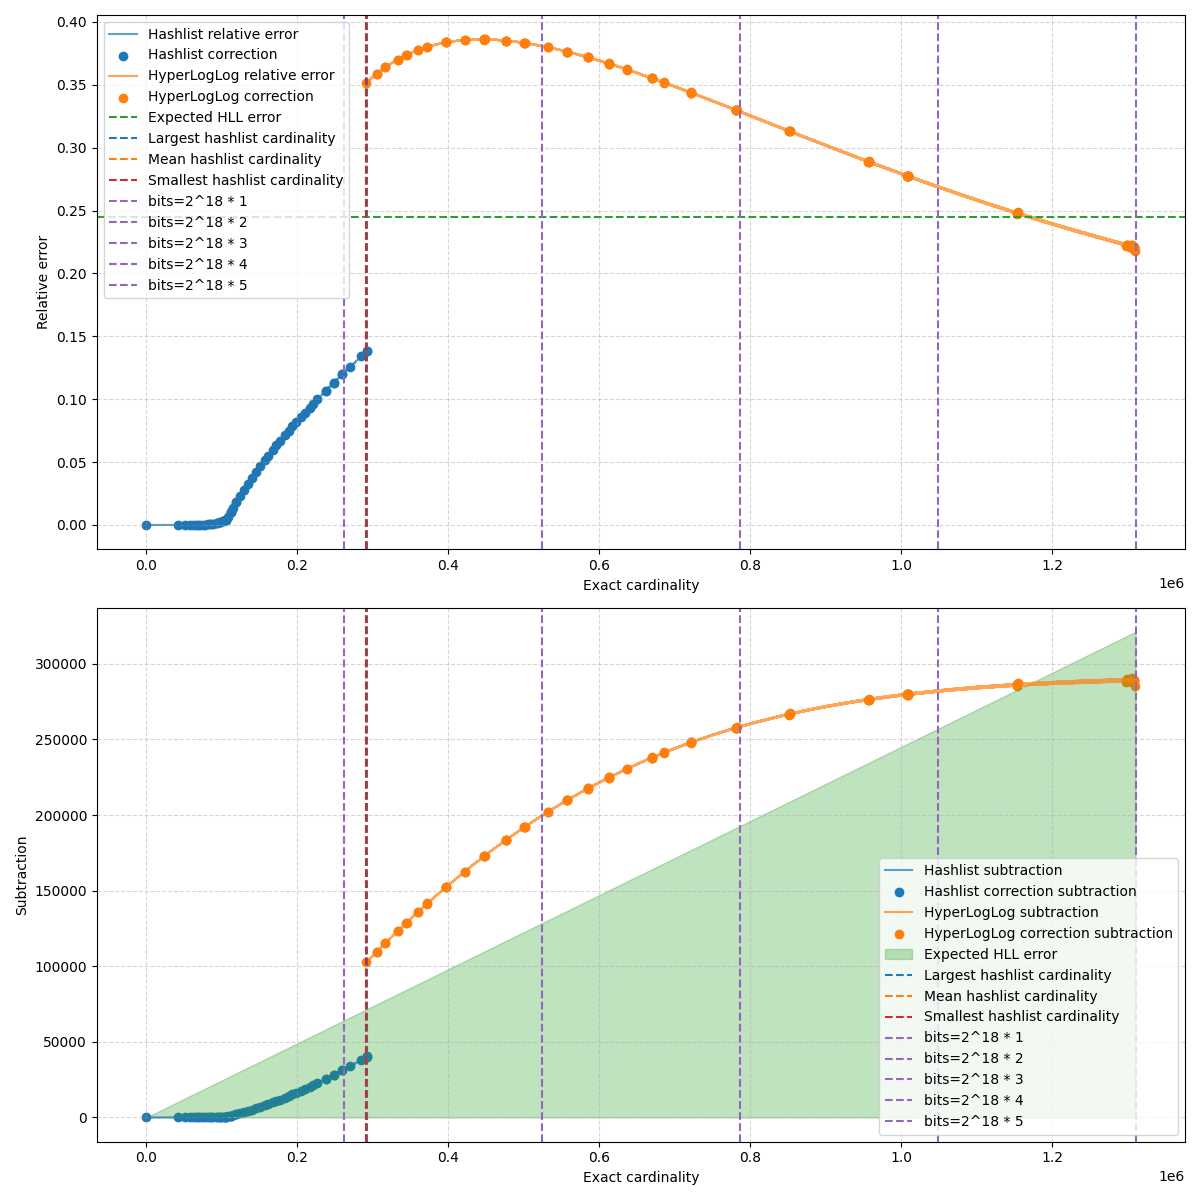 0.40
0.35
0.30
0.25
0.20
0.15
0.10
0.05
0.00
Relative error
Hashlist relative error
Hashlist correction
HyperLogLog relative error
HyperLogLog correction
Expected HLL error
Largest hashlist cardinality
Mean hashlist cardinality
Smallest hashlist cardinality
bits=2^18 * 1
bits=2^18 * 2
bits=2^18 * 3
bits=2^18 * 4
bits=2^18 * 5
0.0 0.2 0.4 0.6 0.8 1.0 1.2
Exact cardinality
1e6
300000
250000
200000
150000
100000
50000
0
Subtraction
Hashlist subtraction
Hashlist correction subtraction
HyperLogLog subtraction
HyperLogLog correction subtraction
Expected HLL error
Largest hashlist cardinality
Mean hashlist cardinality
Smallest hashlist cardinality
bits=2^18 * 1
bits=2^18 * 2
bits=2^18 * 3
bits=2^18 * 4
bits=2^18 * 5
0.0 0.2 0.4 0.6 0.8 1.0 1.2
Exact cardinality
1e6